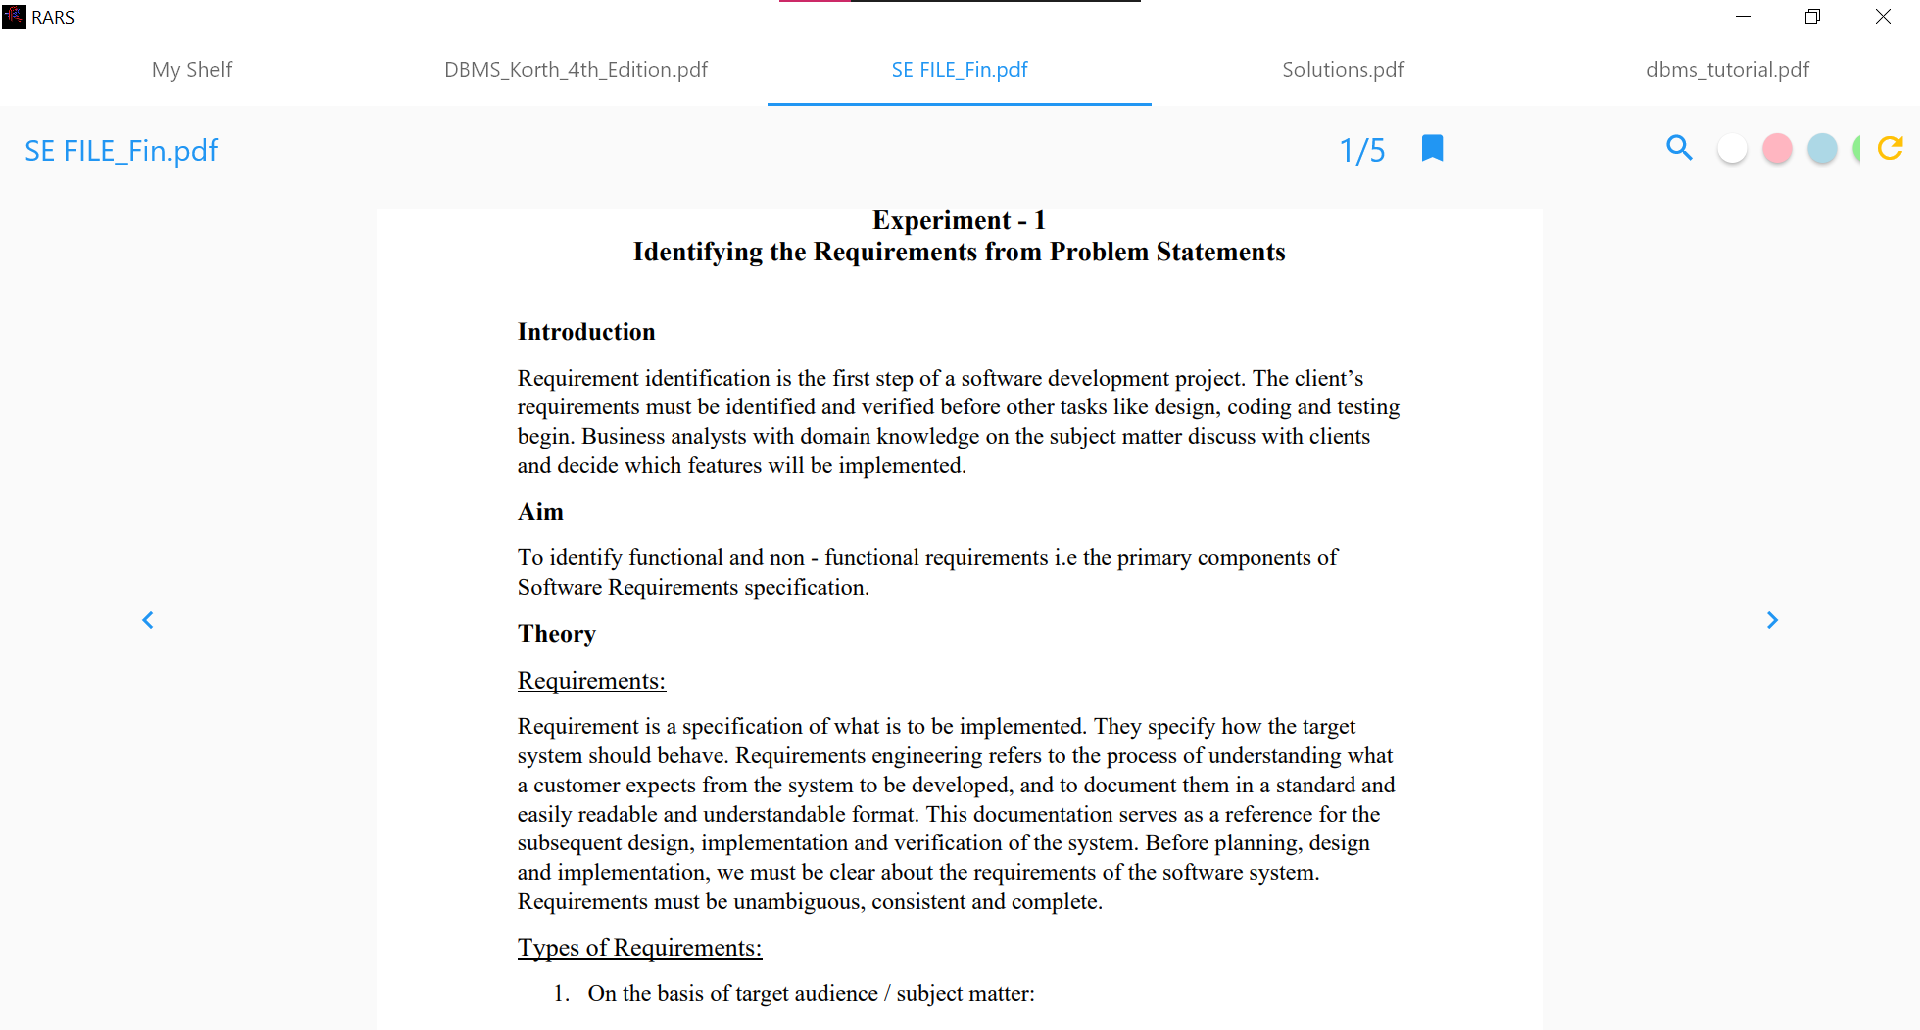 RARS
My Shelf
DBMS_Korth_4th_Edition.pdf
SE FILE_Fin.pdf
Solutions.pdf
dbms_tutorial.pdf
SE FILE_Fin.pdf
1/5
Experiment - 1
Identifying the Requirements from Problem Statements
Introduction
Requirement identification is the first step of a software development project. The client’s
requirements must be identified and verified before other tasks like design, coding and testing
begin. Business analysts with domain knowledge on the subject matter discuss with clients
and decide which features will be implemented.
Aim
To identify functional and non - functional requirements i.e the primary components of
Software Requirements specification.
Theory
Requirements:
Requirement is a specification of what is to be implemented. They specify how the target
system should behave. Requirements engineering refers to the process of understanding what
a customer expects from the system to be developed, and to document them in a standard and
easily readable and understandable format. This documentation serves as a reference for the
subsequent design, implementation and verification of the system. Before planning, design
and implementation, we must be clear about the requirements of the software system.
Requirements must be unambiguous, consistent and complete.
Types of Requirements:
1. On the basis of target audience / subject matter: